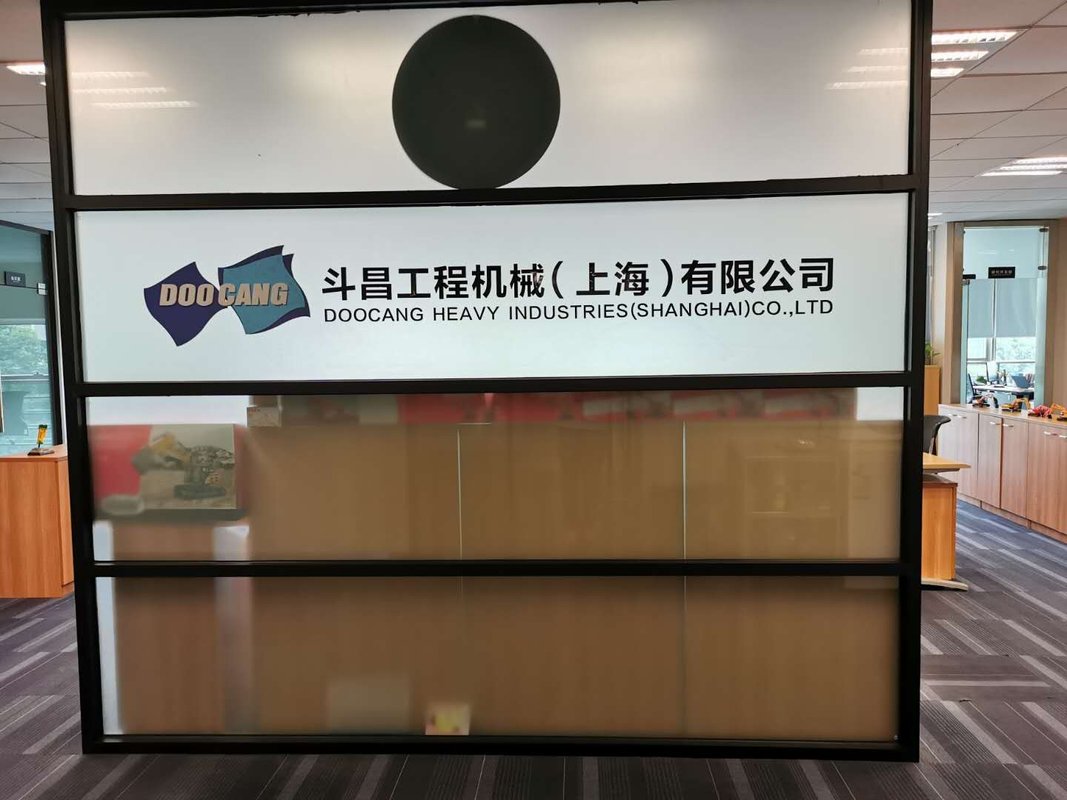 DOO CANG
斗昌工程机械（上海）有限公司
DOOCANG HEAVY INDUSTRIES(SHANGHAI)CO.,LTD